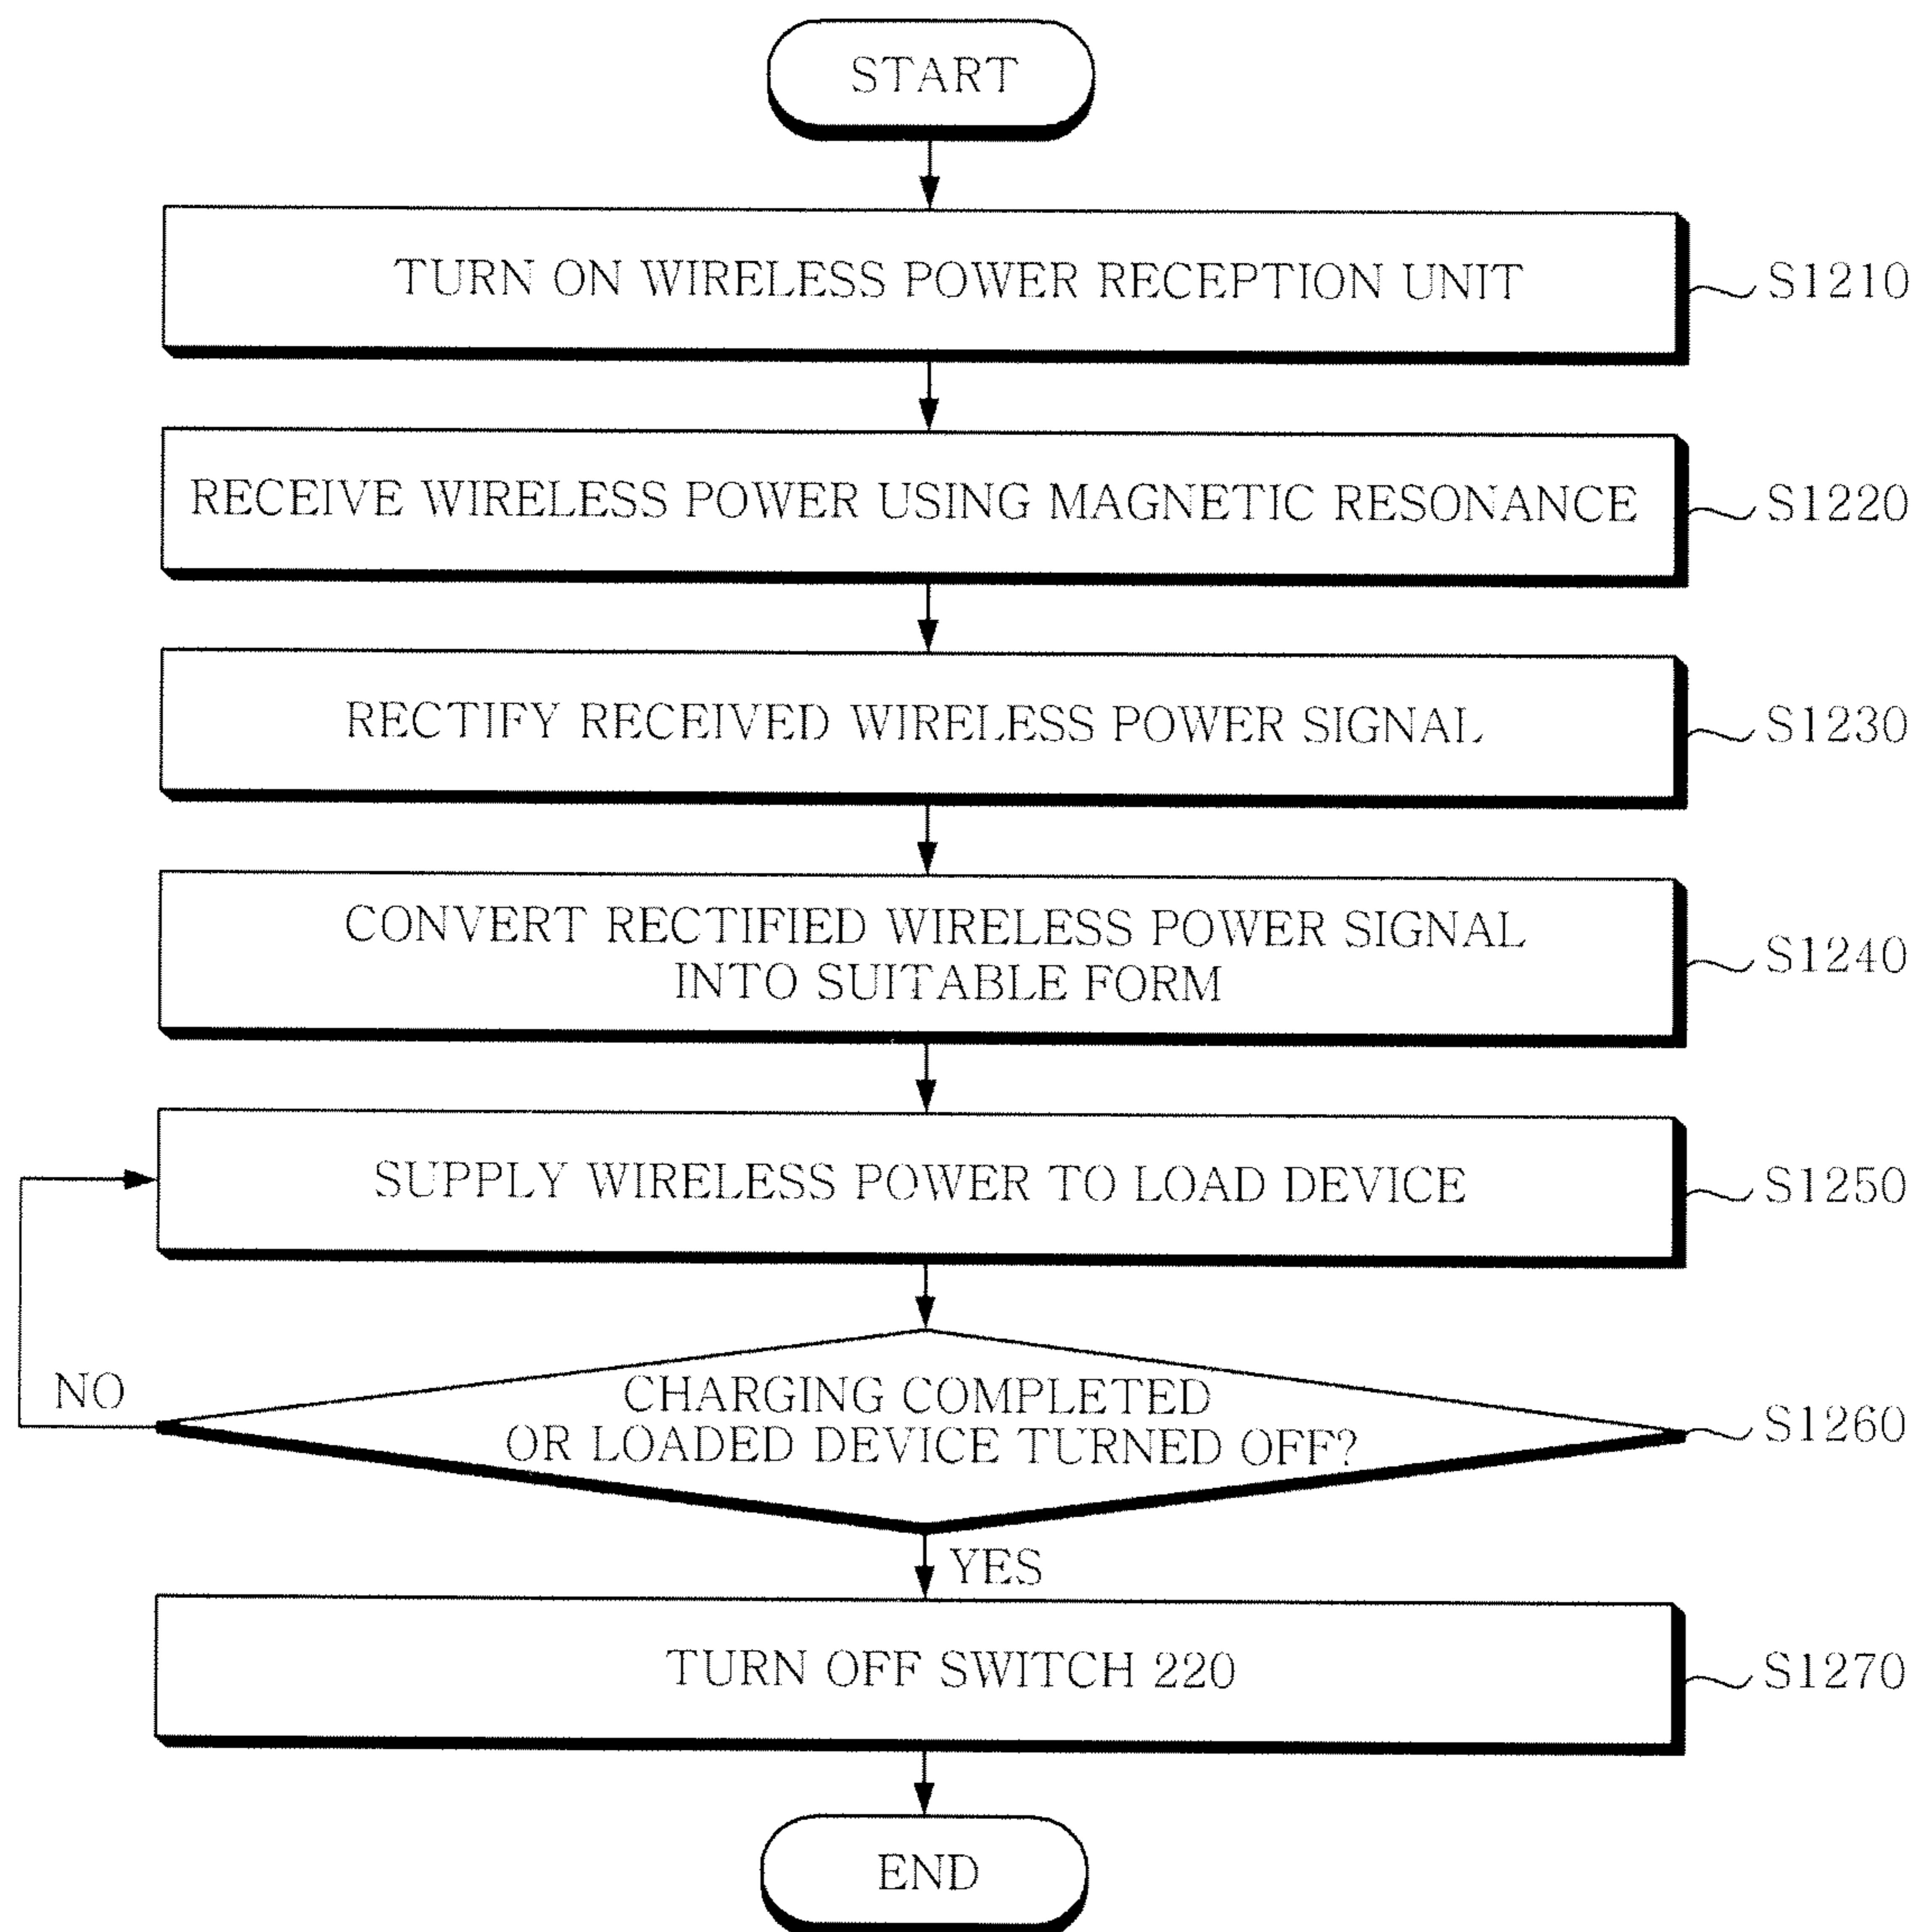 START
TURN ON WIRELESS POWER RECEPTION UNIT
S1210
RECEIVE WIRELESS POWER USING MAGNETIC RESONANCE
S1220
RECTIFY RECEIVED WIRELESS POWER SIGNAL
S1230
CONVERT RECTIFIED WIRELESS POWER SIGNAL
INTO SUITABLE FORM
S1240
SUPPLY WIRELESS POWER TO LOAD DEVICE
S1250
NO
CHARGING COMPLETED
OR LOADED DEVICE TURNED OFF?
S1260
YES
TURN OFF SWITCH 220
S1270
END